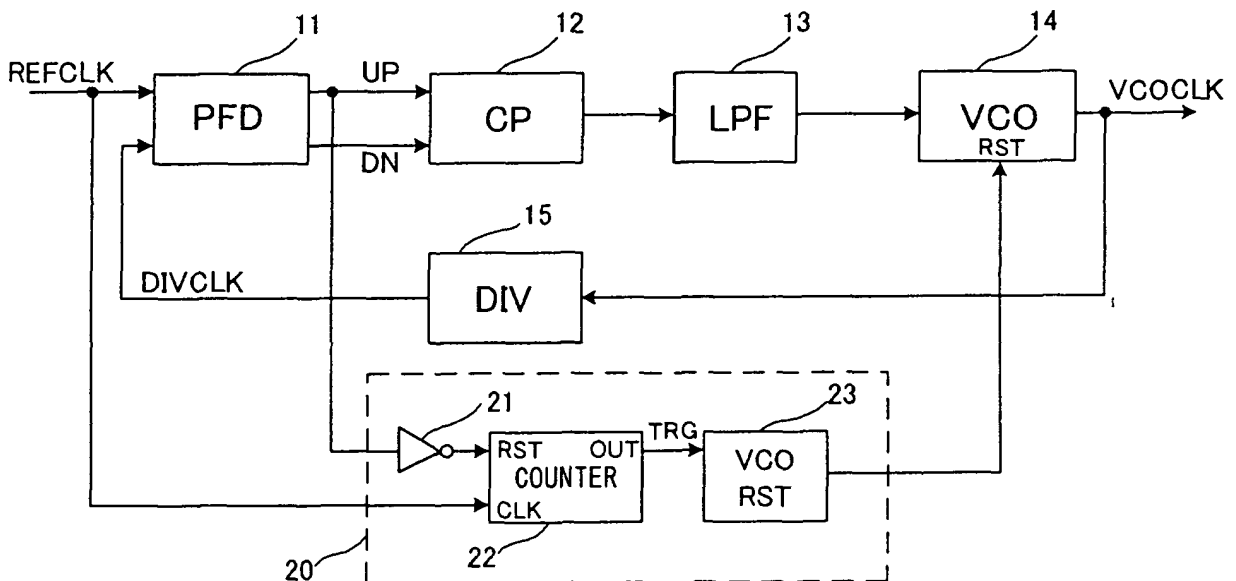 11
12
13
14
REFCLK
UP
VCOCLK
PFD
CP
LPF
VCO
RST
DN
15
DIVCLK
DIV
21
23
TRG
RST OUT
COUNTER
CLK
VCO
RST
22
20